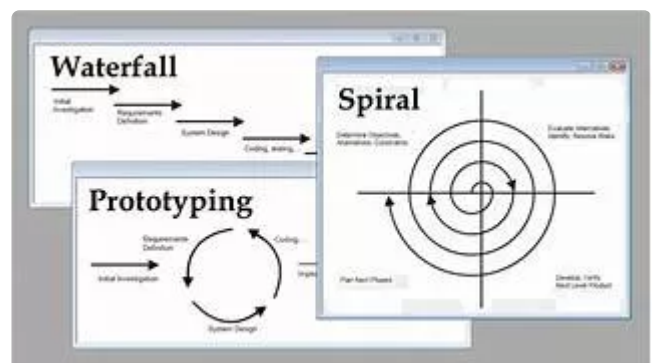 Waterfall
Initial
Investigation
Requirements
Definition
System Design
Coding, testing,
Prototyping
Requirements
Definition
Coding...
Initial Investigation
System Design
Spiral
Determine Objectives,
Alternatives, Constraints
Evaluate Alternatives
Identify, Resolve Risks
Plan Next Phases
Develop, Verify
Next Level Product